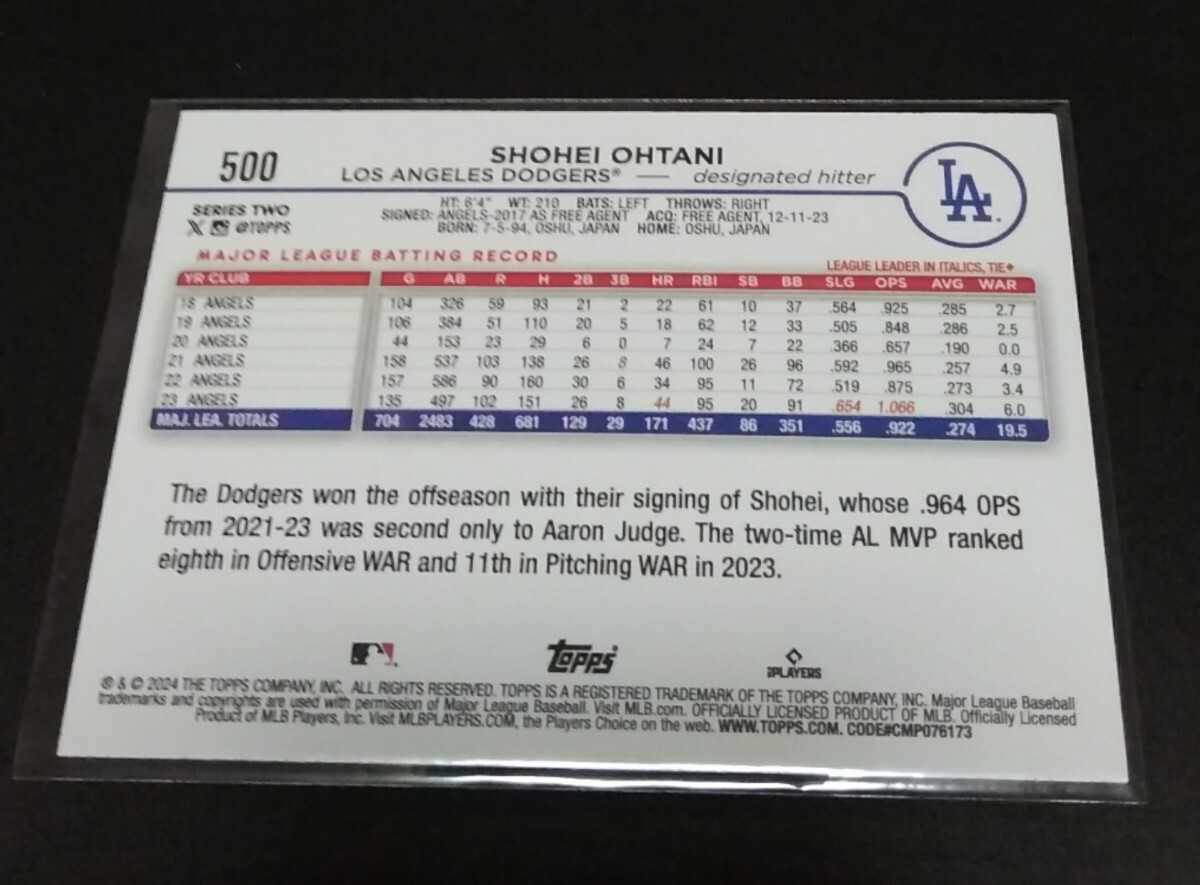 500
SHOHEI OHTANI
LOS ANGELES DODGERS® — designated hitter
LA
SERIES TWO
X @TOPPS
HT: 6'4" WT: 210 BATS: LEFT THROWS: RIGHT
SIGNED: ANGELS-2017 AS FREE AGENT ACQ: FREE AGENT, 12-11-23
BORN: 7-5-94, OSHU, JAPAN HOME: OSHU, JAPAN
MAJOR LEAGUE BATTING RECORD
LEAGUE LEADER IN ITALICS, TIE♦
YR CLUB G AB R H 2B 3B HR RBI SB BB SLG OPS AVG WAR
18 ANGELS 104 326 59 93 21 2 22 61 10 37 .564 .925 .285 2.7
19 ANGELS 106 384 51 110 20 5 18 62 12 33 .505 .848 .286 2.5
20 ANGELS 44 153 23 29 6 0 7 24 7 22 .366 .657 .190 0.0
21 ANGELS 158 537 103 138 26 8 46 100 26 96 .592 .965 .257 4.9
22 ANGELS 157 586 90 160 30 6 34 95 11 72 .519 .875 .273 3.4
23 ANGELS 135 497 102 151 26 8 44 95 20 91 .654 1.066 .304 6.0
MAJ. LEA. TOTALS 704 2483 428 681 129 29 171 437 86 351 .556 .922 .274 19.5
The Dodgers won the offseason with their signing of Shohei, whose .964 OPS
from 2021-23 was second only to Aaron Judge. The two-time AL MVP ranked
eighth in Offensive WAR and 11th in Pitching WAR in 2023.
topps
PLAYERS
® & © 2024 THE TOPPS COMPANY, INC. ALL RIGHTS RESERVED. TOPPS IS A REGISTERED TRADEMARK OF THE TOPPS COMPANY, INC. Major League Baseball
trademarks and copyrights are used with permission of Major League Baseball. Visit MLB.com. OFFICIALLY LICENSED PRODUCT OF MLB. Officially Licensed
Product of MLB Players, Inc. Visit MLBPLAYERS.COM, the Players Choice on the web. WWW.TOPPS.COM. CODE#CMP076173